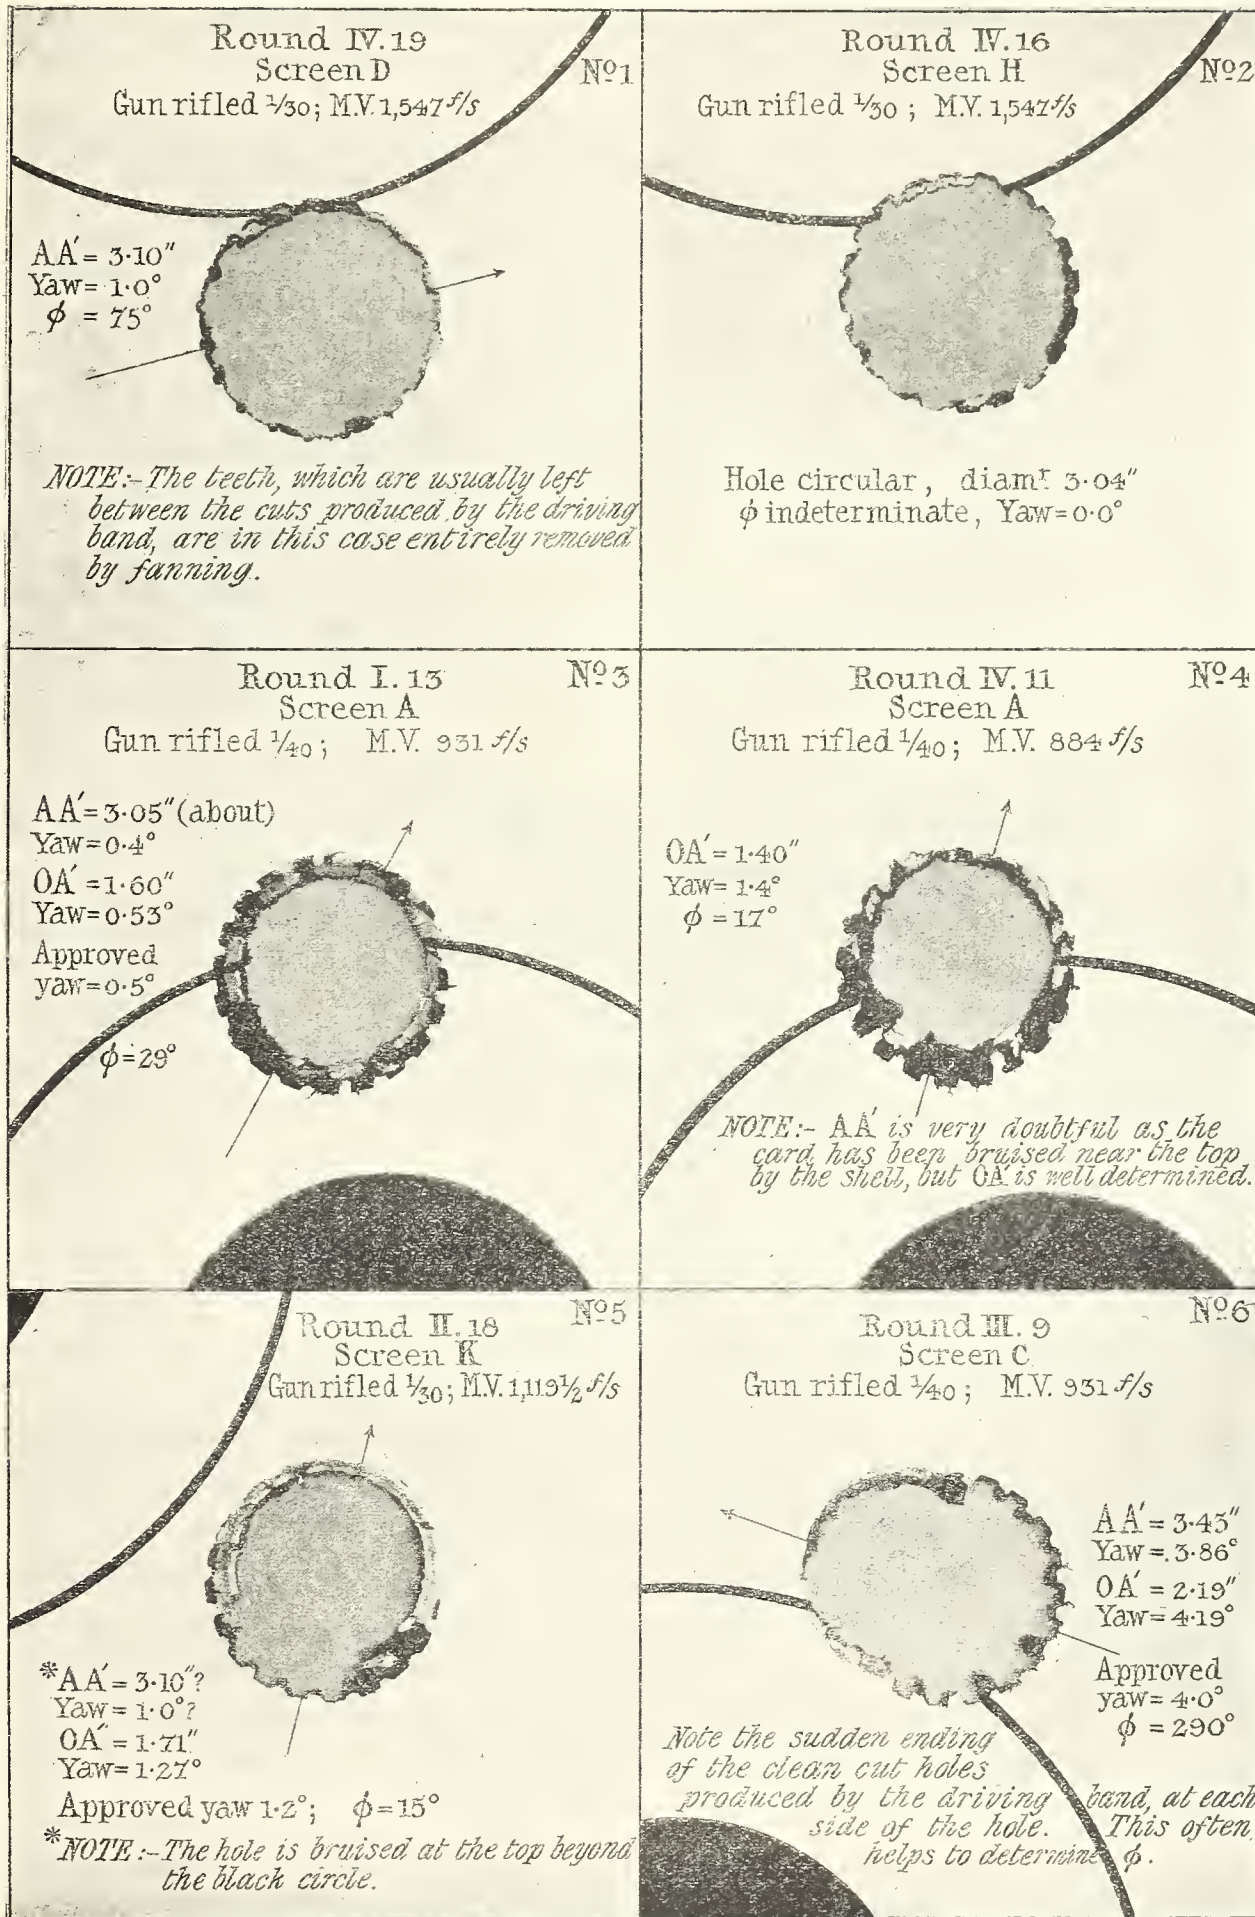 Round IV.19
Screen D
Nº1
Gun rifled 1/30; M.V. 1,547 f/s
AA′ = 3·10″
Yaw = 1·0°
ϕ = 75°
NOTE:- The teeth, which are usually left
between the cuts produced by the driving
band, are in this case entirely removed
by fanning.
Round IV.16
Screen H
Nº2
Gun rifled 1/30 ; M.V. 1,547 f/s
Hole circular, diamr 3·04″
ϕ indeterminate, Yaw = 0·0°
Round I.13
Nº3
Screen A
Gun rifled 1/40; M.V. 931 f/s
AA′ = 3·05″ (about)
Yaw = 0·4°
OA′ = 1·60″
Yaw = 0·53°
Approved
yaw = 0·5°
ϕ = 29°
Round IV.11
Nº4
Screen A
Gun rifled 1/40; M.V. 884 f/s
OA′ = 1·40″
Yaw = 1·4°
ϕ = 17°
NOTE:- AA′ is very doubtful as the
card has been bruised near the top
by the shell, but OA′ is well determined.
Round II.18
Nº5
Screen K
Gun rifled 1/30; M.V. 1,119½ f/s
*AA′ = 3·10″?
Yaw = 1·0°?
OA′ = 1·71″
Yaw = 1·27°
Approved yaw 1·2°; ϕ = 15°
*NOTE:- The hole is bruised at the top beyond
the black circle.
Round III.9
Nº6
Screen C
Gun rifled 1/40; M.V. 931 f/s
AA′ = 3·43″
Yaw = 3·86°
OA′ = 2·19″
Yaw = 4·19°
Approved
yaw = 4·0°
ϕ = 290°
Note the sudden ending
of the clean cut holes
produced by the driving band, at each
side of the hole. This often
helps to determine ϕ.